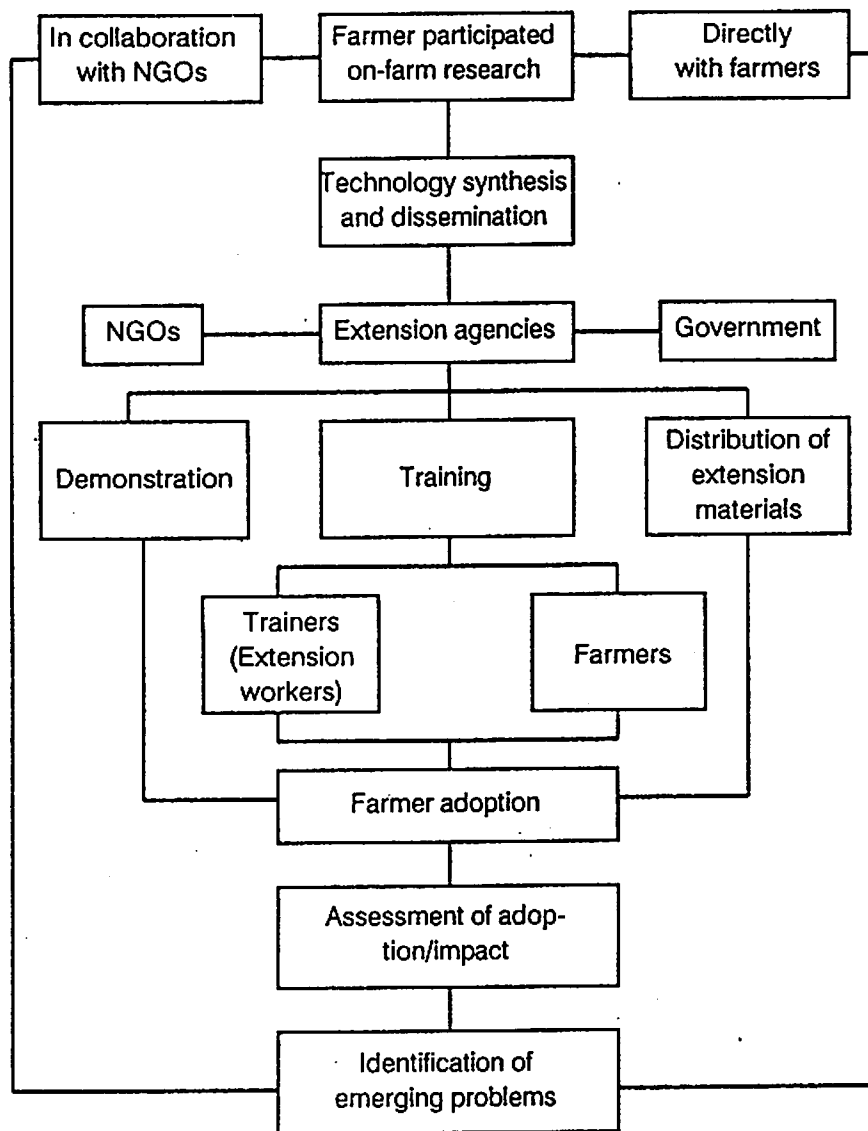 In collaboration
with NGOs
Farmer participated
on-farm research
Directly
with farmers
Technology synthesis
and dissemination
NGOs
Extension agencies
Government
Demonstration
Training
Distribution of
extension
materials
Trainers
(Extension
workers)
Farmers
Farmer adoption
Assessment of adop-
tion/impact
Identification of
emerging problems